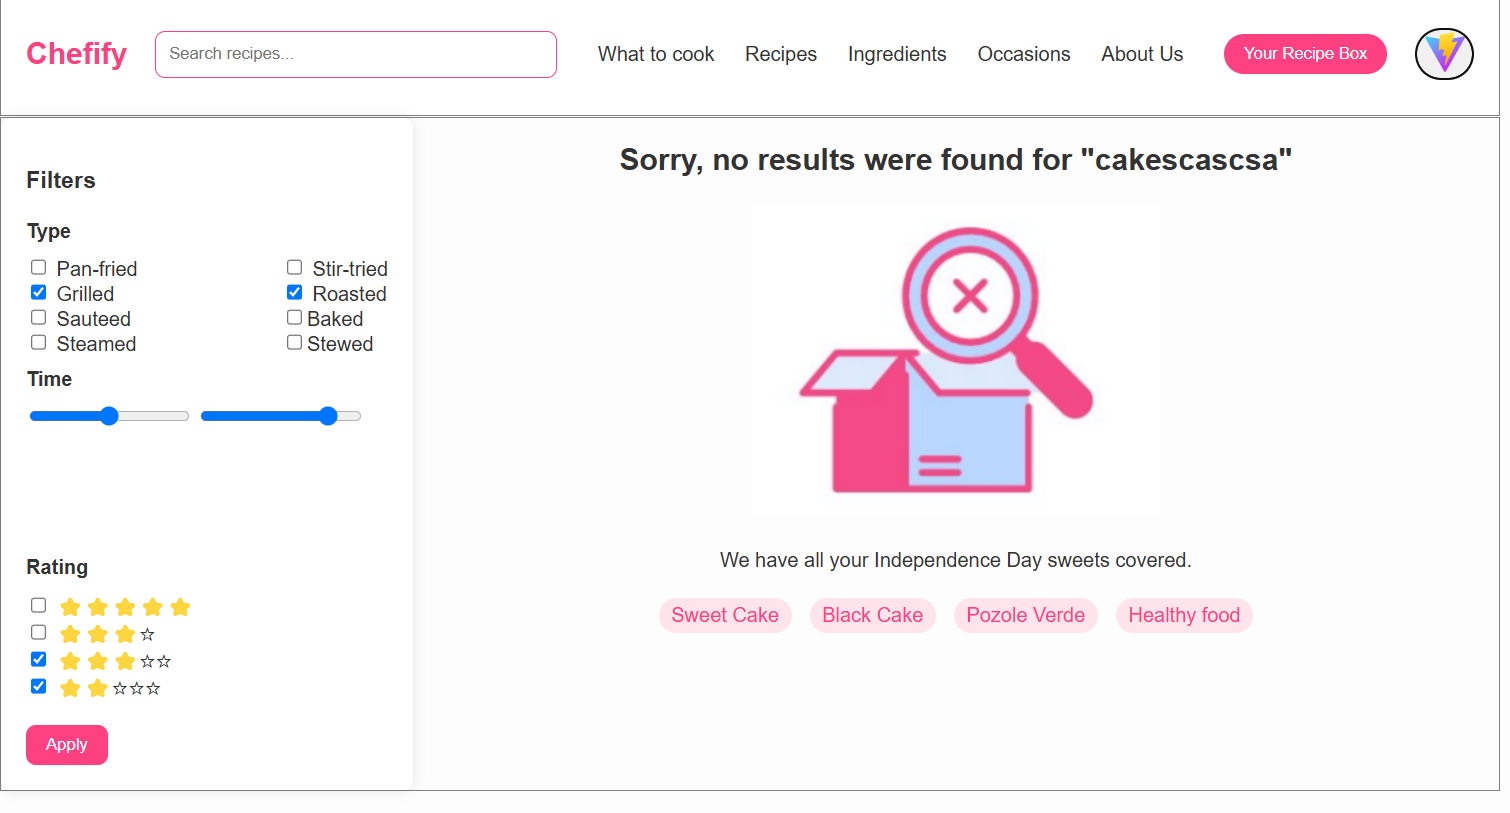 Chefify
Search recipes...
What to cook
Recipes
Ingredients
Occasions
About Us
Your Recipe Box
Filters
Type
Pan-fried
Stir-tried
Grilled
Roasted
Sauteed
Baked
Steamed
Stewed
Time
Rating
Apply
Sorry, no results were found for "cakescascsa"
We have all your Independence Day sweets covered.
Sweet Cake
Black Cake
Pozole Verde
Healthy food